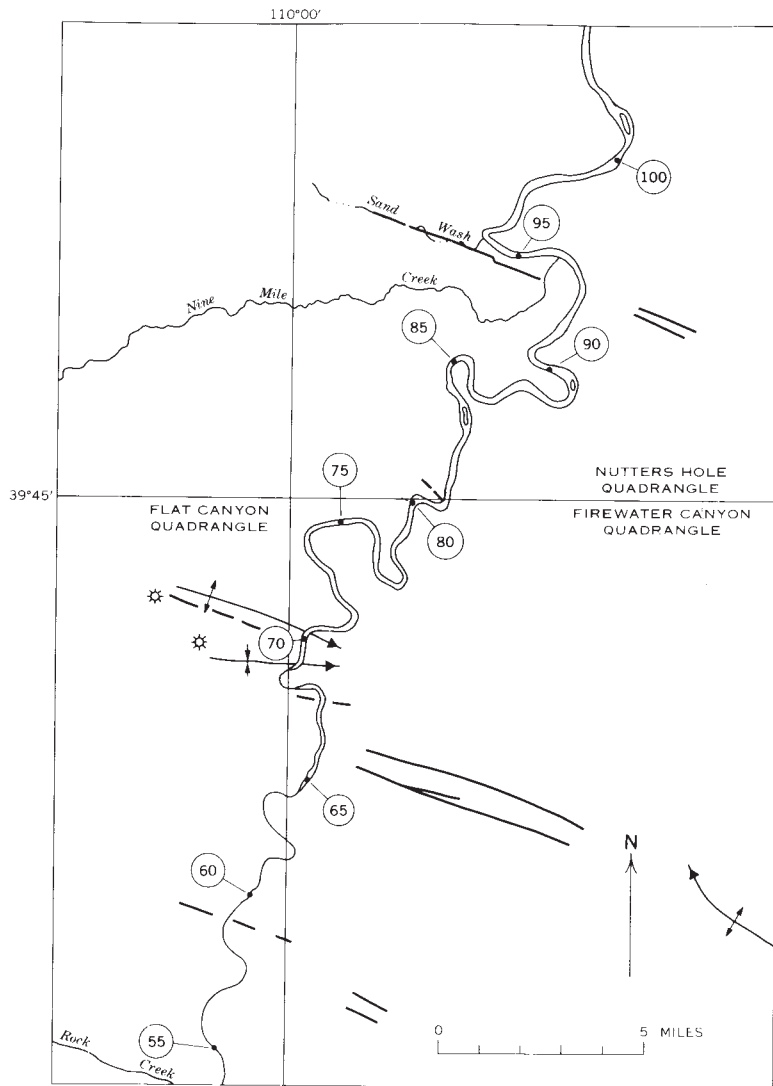 110°00'
100
Sand Wash
95
Nine Mile Creek
85
90
75
39°45'
NUTTERS HOLE
QUADRANGLE
FLAT CANYON
QUADRANGLE
FIREWATER CANYON
QUADRANGLE
80
70
65
N
60
55
0 5 MILES
Rock Creek